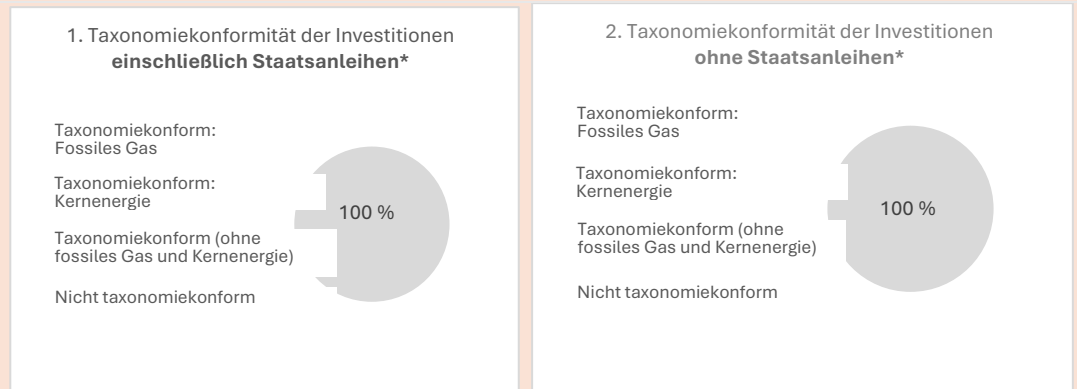 1. Taxonomiekonformität der Investitionen
einschließlich Staatsanleihen*
Taxonomiekonform:
Fossiles Gas
Taxonomiekonform:
Kernenergie
Taxonomiekonform (ohne
fossiles Gas und Kernenergie)
Nicht taxonomiekonform
100 %
2. Taxonomiekonformität der Investitionen
ohne Staatsanleihen*
Taxonomiekonform:
Fossiles Gas
Taxonomiekonform:
Kernenergie
Taxonomiekonform (ohne
fossiles Gas und Kernenergie)
Nicht taxonomiekonform
100 %